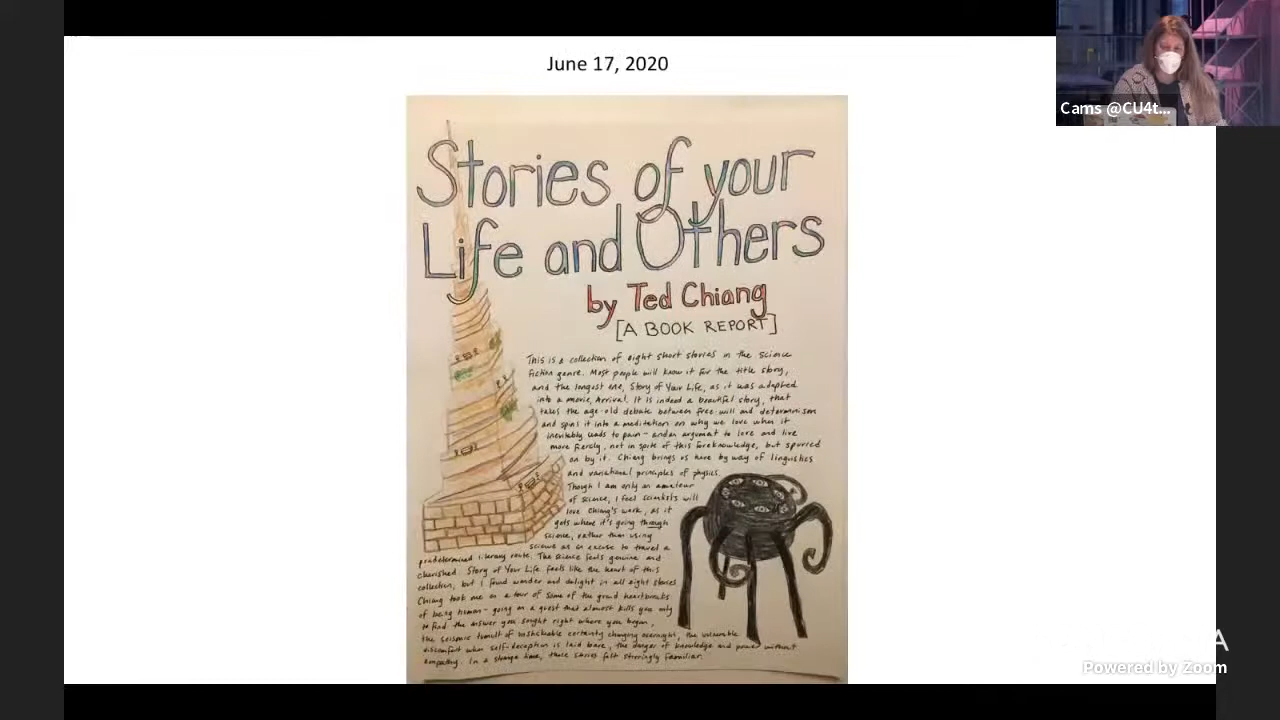 June 17, 2020
Cams @CU4t...
Stories of your
Life and Others
by Ted Chiang
[A BOOK REPORT]
This is a collection of eight short stories in the science
fiction genre. Most people will know it for the title story,
and the longest one, Story of Your Life, as it was adapted
into a movie, Arrival. It is indeed a beautiful story, that
takes the age-old debate between free will and determinism
and spins it into a meditation on why we love when it
inevitably leads to pain - and an argument to love and live
more fiercly, not in spite of this foreknowledge, but spurred
on by it. Chiang brings us here by way of linguistics
and variational principles of physics.
Though I am only an amateur
of science, I feel scientists will
love Chiang's work, as it
gets where it's going through
science, rather than using
science as an excuse to travel a
predetermined literary route. The science feels genuine and
cherished. Story of Your Life feels like the heart of this
collection, but I found wonder and delight in all eight stories
Chiang took me on a tour of some of the grand heartbreaks
of being human - going on a quest that almost kills you only
to find the answer you sought right where you began,
the seismic tumult of certainty changing overnight, the vulnerable
discomfort when self-deception is laid bare, the danger of knowledge and power without
empathy. In a strange time, these stories felt stirringly familiar.
A
Powered by Zoom